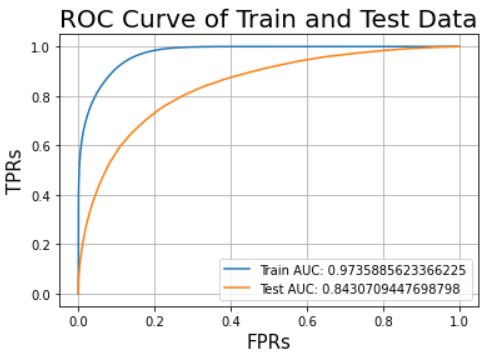 ROC Curve of Train and Test Data
TPRs
1.0
0.8
0.6
0.4
0.2
0.0
Train AUC: 0.9735885623366225
Test AUC: 0.8430709447698798
0.0 0.2 0.4 0.6 0.8 1.0
FPRs